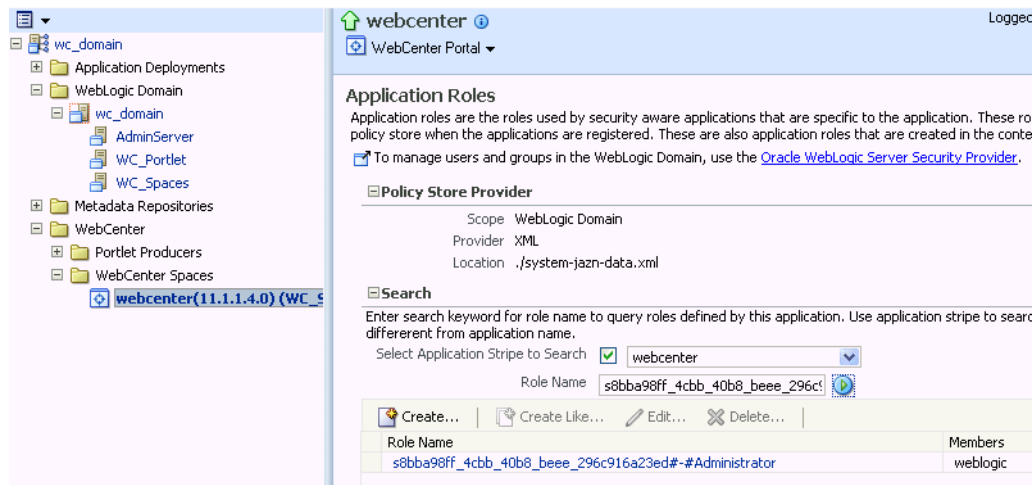 wc_domain
Application Deployments
WebLogic Domain
wc_domain
AdminServer
WC_Portlet
WC_Spaces
Metadata Repositories
WebCenter
Portlet Producers
WebCenter Spaces
webcenter(11.1.1.4.0) (WC_S
webcenter
Logged
WebCenter Portal
Application Roles
Application roles are the roles used by security aware applications that are specific to the application. These ro
policy store when the applications are registered. These are also application roles that are created in the conte
To manage users and groups in the WebLogic Domain, use the Oracle WebLogic Server Security Provider.
Policy Store Provider
Scope WebLogic Domain
Provider XML
Location ./system-jazn-data.xml
Search
Enter search keyword for role name to query roles defined by this application. Use application stripe to searc
differerent from application name.
Select Application Stripe to Search webcenter
Role Name s8bba98ff_4cbb_40b8_beee_296c9
Create... Create Like... Edit... Delete...
Role Name Members
s8bba98ff_4cbb_40b8_beee_296c916a23ed#-#Administrator weblogic